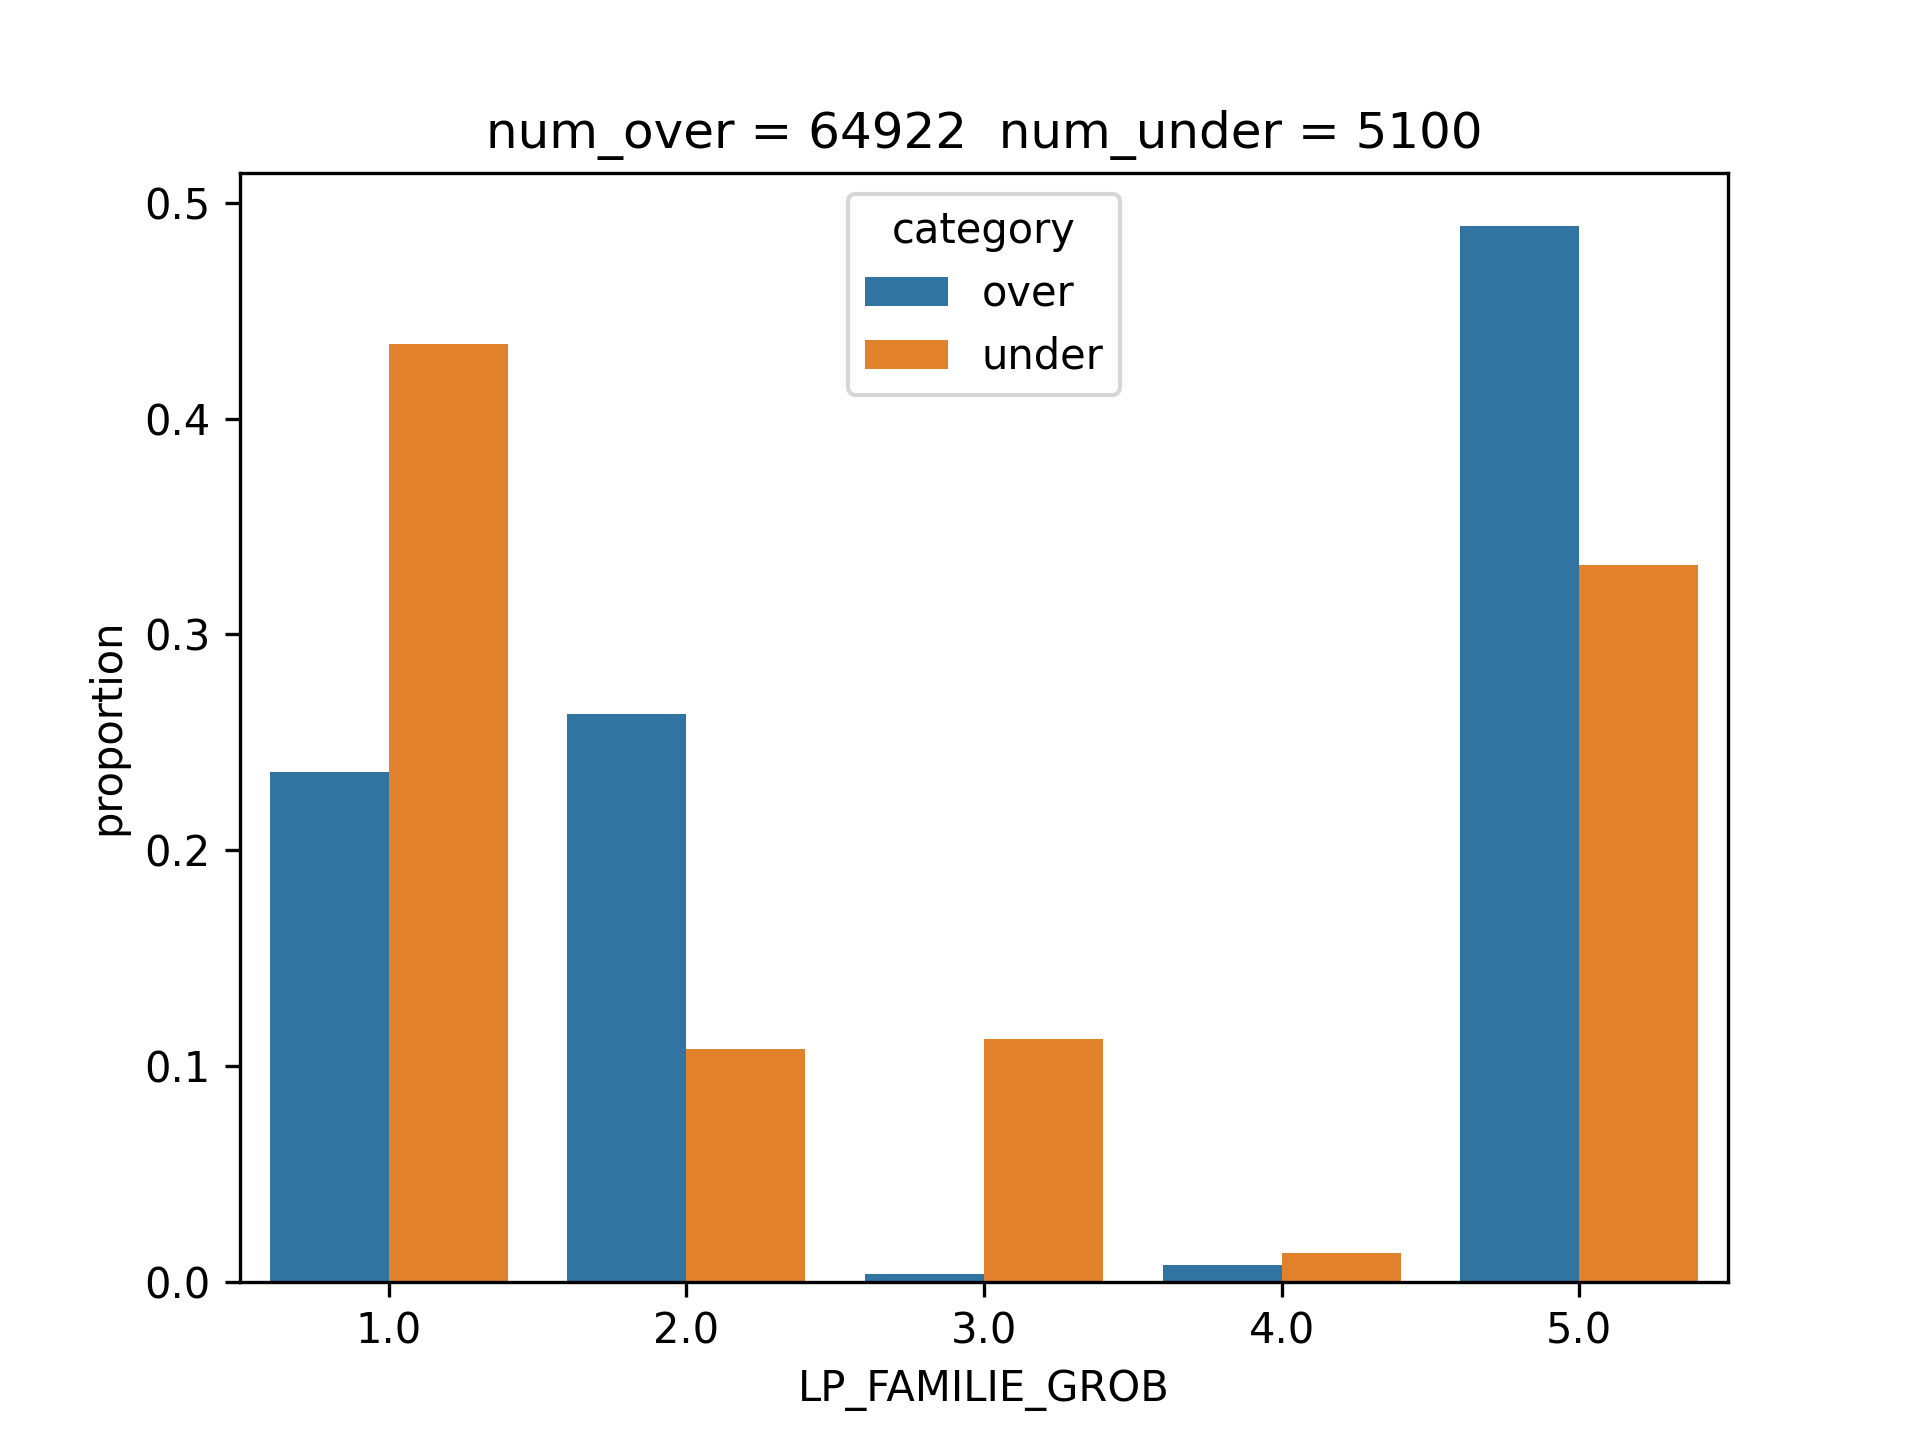 num_over = 64922  num_under = 5100
category
over
under
proportion
0.5
0.4
0.3
0.2
0.1
0.0
1.0 2.0 3.0 4.0 5.0
LP_FAMILIE_GROB